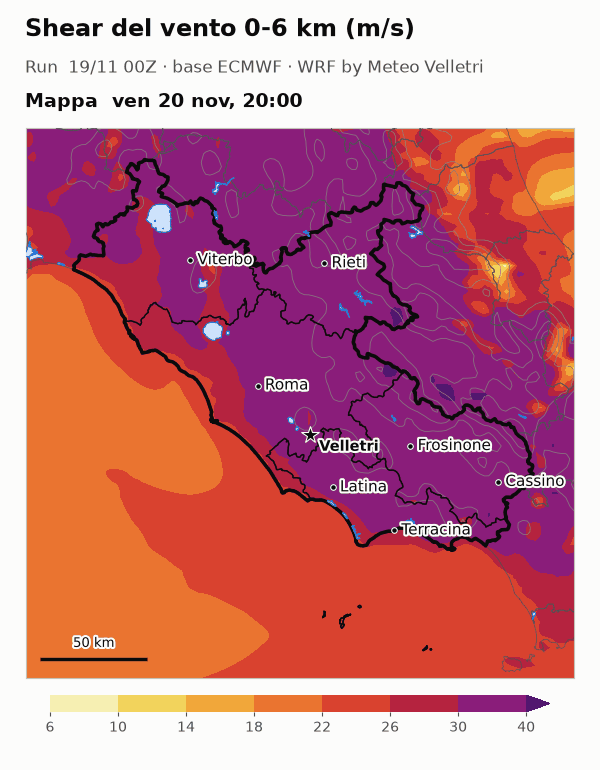 Shear del vento 0-6 km (m/s)
Run 19/11 00Z · base ECMWF · WRF by Meteo Velletri
Mappa ven 20 nov, 20:00
Viterbo
Rieti
Roma
Velletri
Frosinone
Cassino
Latina
Terracina
50 km
6 10 14 18 22 26 30 40